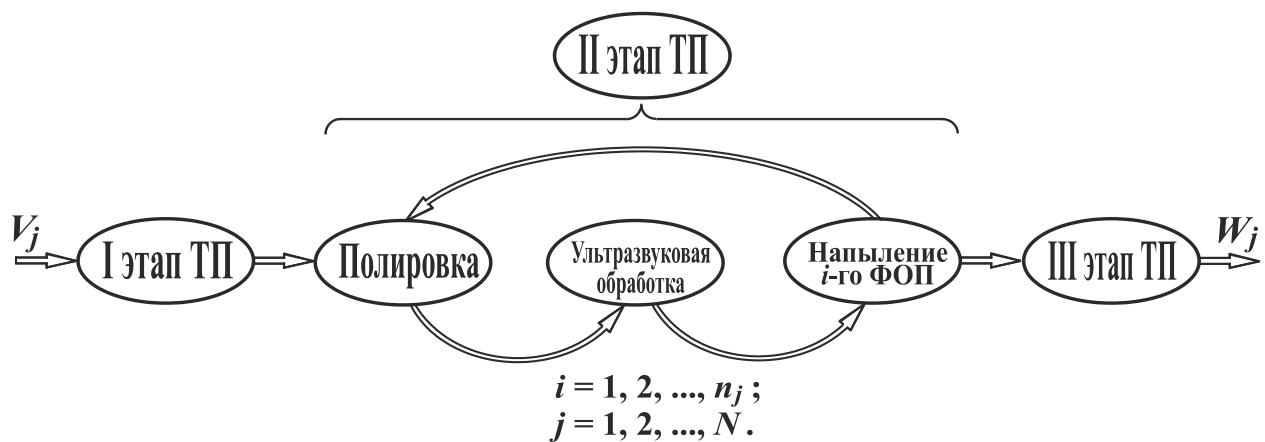 II этап ТП
V_j
I этап ТП
Полировка
Ультразвуковая
обработка
Напыление
i-го ФОП
III этап ТП
W_j
i = 1, 2, ..., n_j ;
j = 1, 2, ..., N .